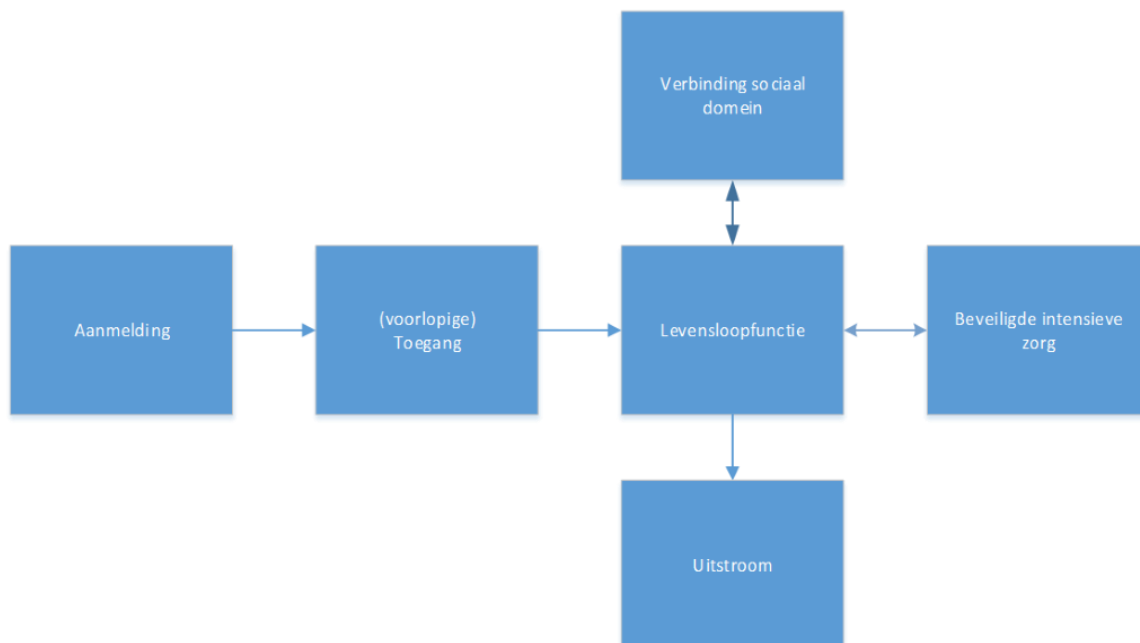 Verbinding sociaal
domein
Aanmelding
(voorlopige)
Toegang
Levensloopfunctie
Beveiligde intensieve
zorg
Uitstroom